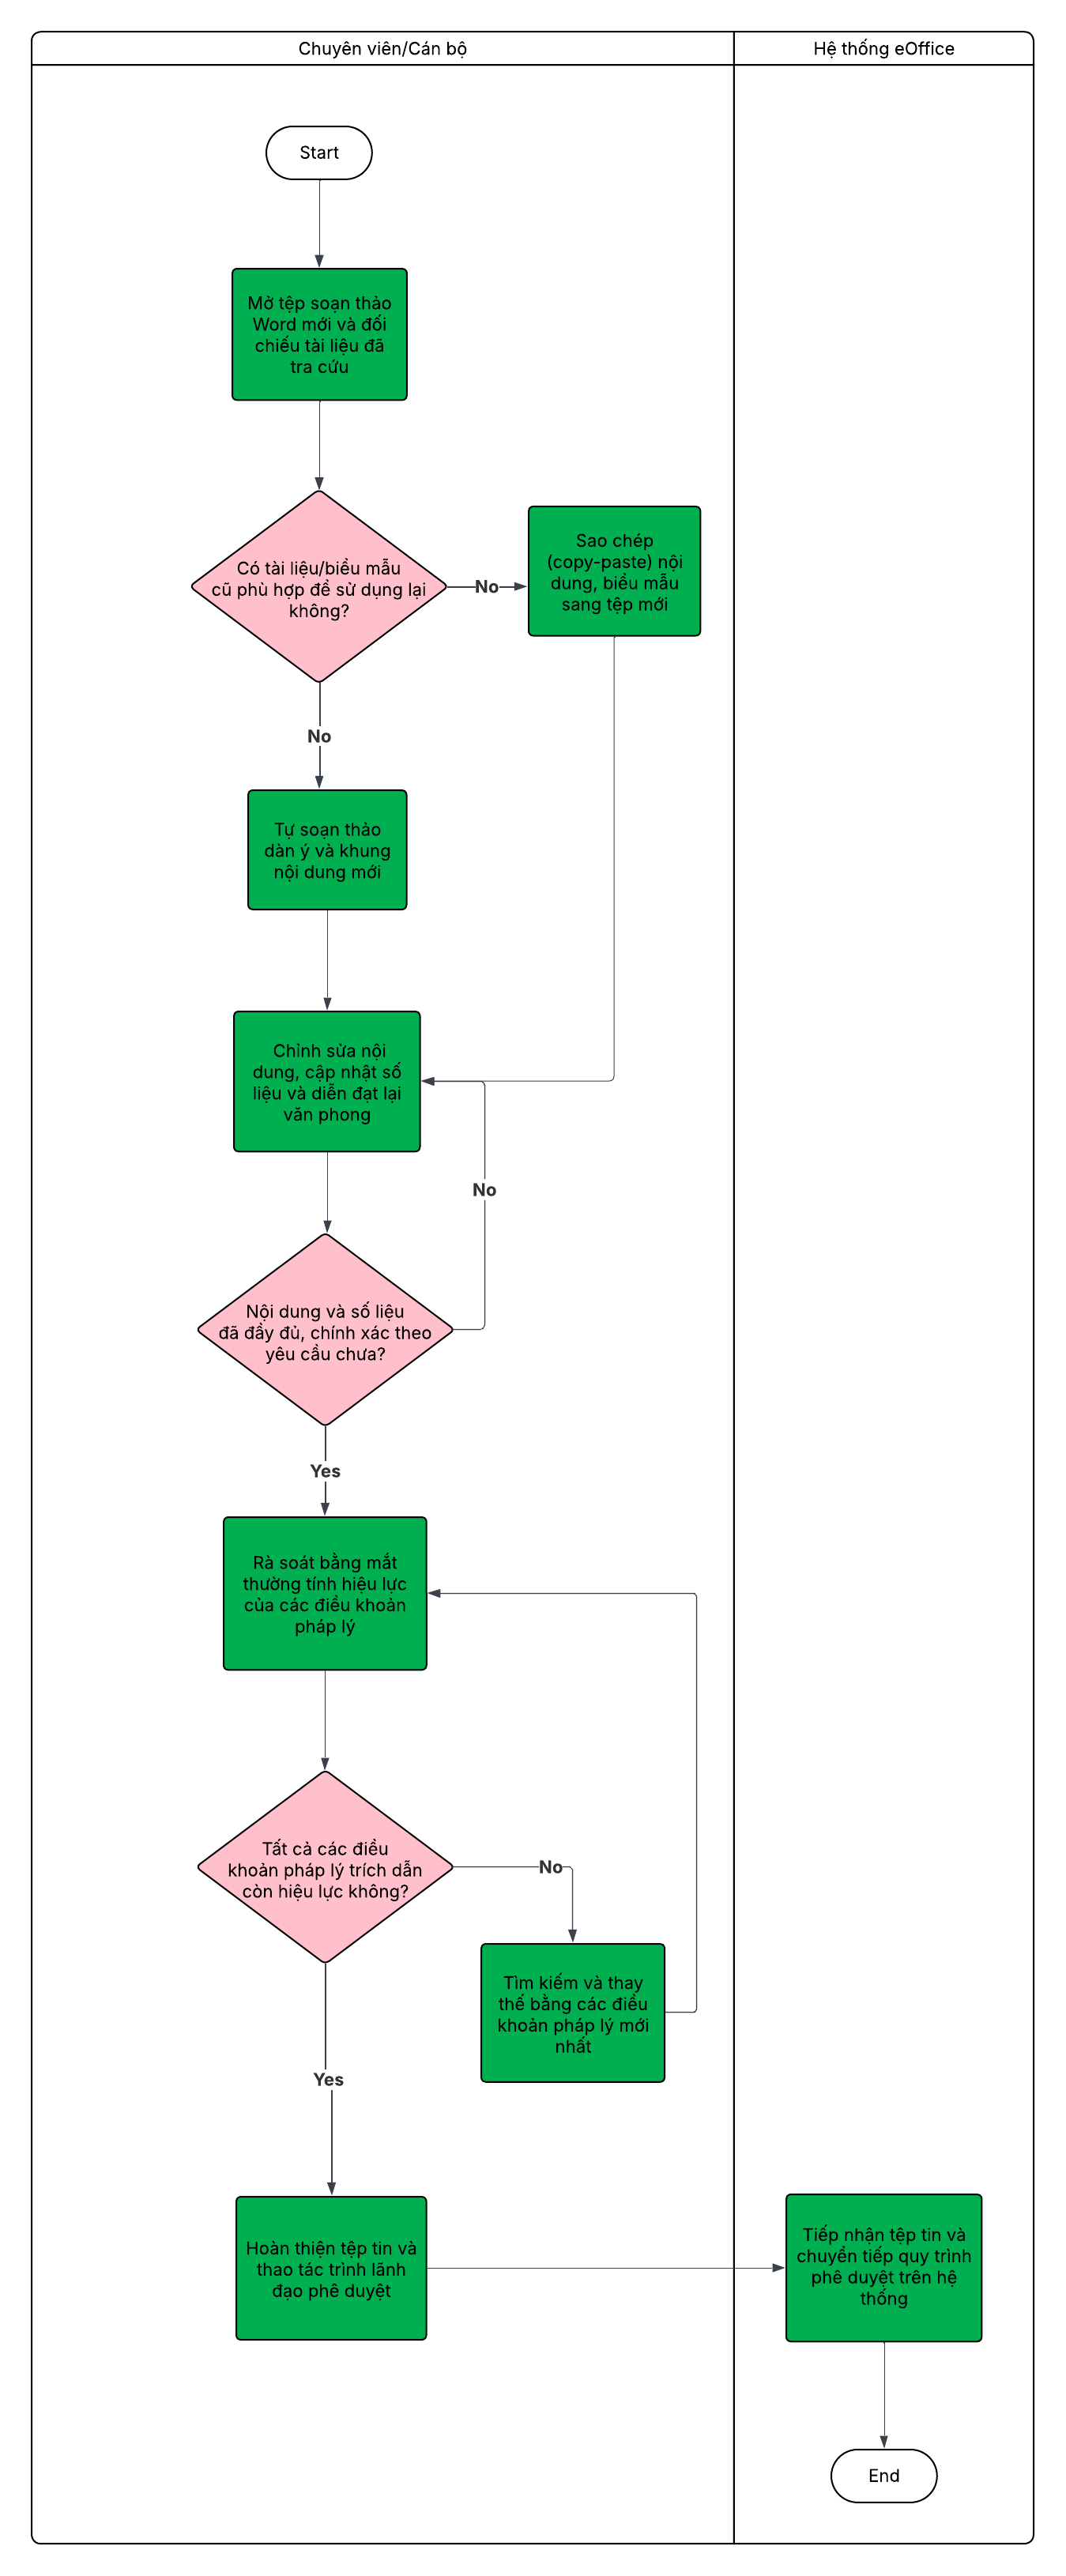 Chuyên viên/Cán bộ
Hệ thống eOffice
Start
Mở tệp soạn thảo
Word mới và đối
chiếu tài liệu đã
tra cứu
Có tài liệu/biểu mẫu
cũ phù hợp để sử dụng lại
không?
No
Sao chép
(copy-paste) nội
dung, biểu mẫu
sang tệp mới
No
Tự soạn thảo
dàn ý và khung
nội dung mới
Chỉnh sửa nội
dung, cập nhật số
liệu và diễn đạt lại
văn phong
No
Nội dung và số liệu
đã đầy đủ, chính xác theo
yêu cầu chưa?
Yes
Rà soát bằng mắt
thường tính hiệu lực
của các điều khoản
pháp lý
Tất cả các điều
khoản pháp lý trích dẫn
còn hiệu lực không?
No
Tìm kiếm và thay
thế bằng các điều
khoản pháp lý mới
nhất
Yes
Hoàn thiện tệp tin và
thao tác trình lãnh
đạo phê duyệt
Tiếp nhận tệp tin và
chuyển tiếp quy trình
phê duyệt trên hệ
thống
End